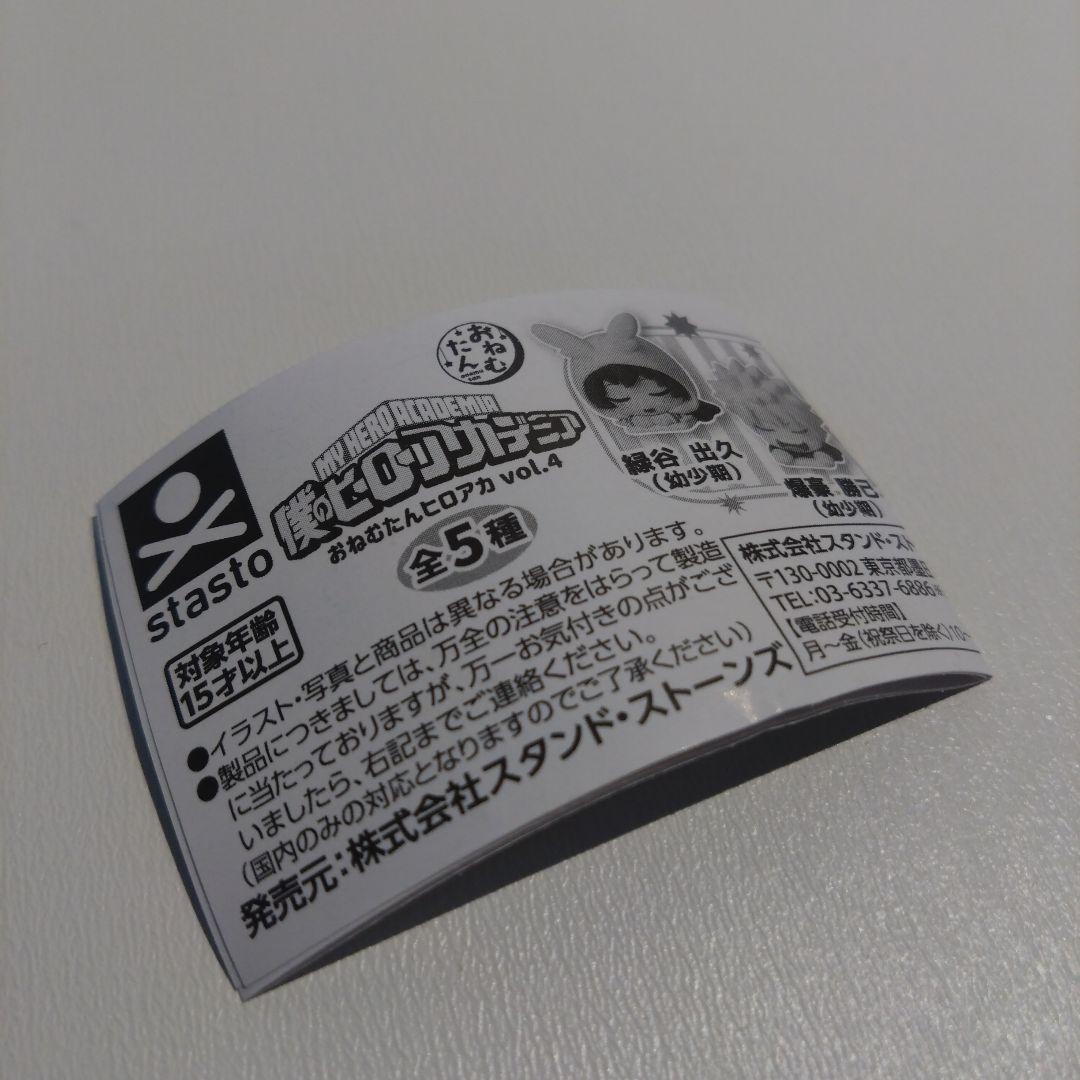 おねむたん
onemutan
MY HERO ACADEMIA
僕のヒーローアカデミア
おねむたんヒロアカ vol.4
全5種
緑谷 出久
(幼少期)
爆豪 勝己
(幼少期)
stasto
対象年齢
15才以上
●イラスト・写真と商品は異なる場合があります。
●製品につきましては、万全の注意をはらって製造
に当たっておりますが、万一お気付きの点がござ
いましたら、右記までご連絡ください。
(国内のみの対応となりますのでご了承ください)
発売元:株式会社スタンド・ストーンズ
株式会社スタンド・スト
〒130-0002 東京都墨田
TEL:03-6337-6886
【電話受付時間】
月〜金(祝祭日を除く)10